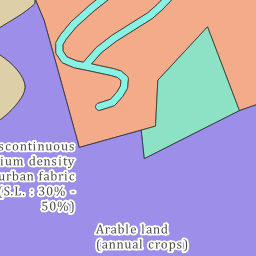 scontinuous
ium density
urban fabric
(S.L. : 30% -
50%)
Arable land
(annual crops)